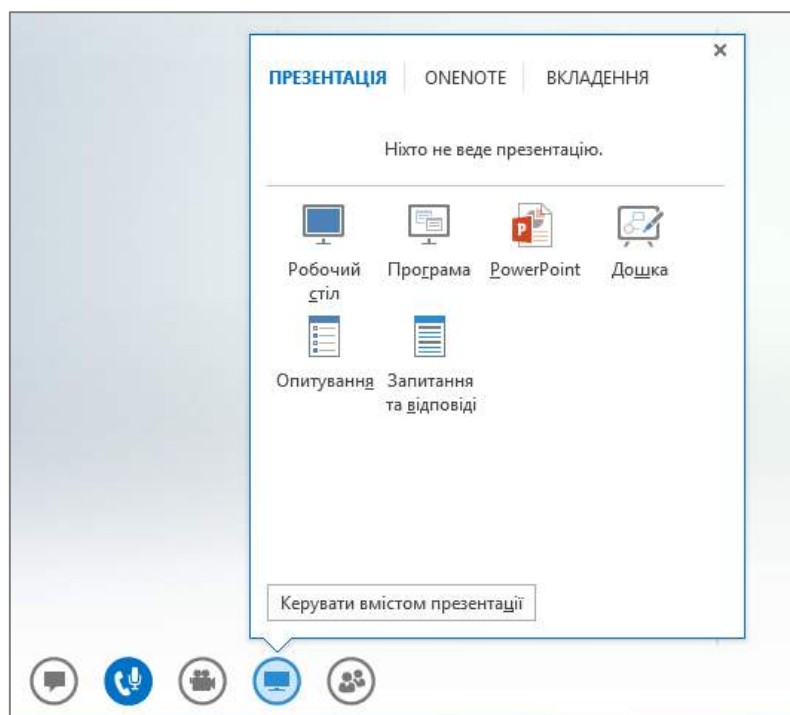 ПРЕЗЕНТАЦІЯ ONENOTE ВКЛАДЕННЯ
Ніхто не веде презентацію.
Робочий стіл
Програма
PowerPoint
Дошка
Опитування
Запитання та відповіді
Керувати вмістом презентації